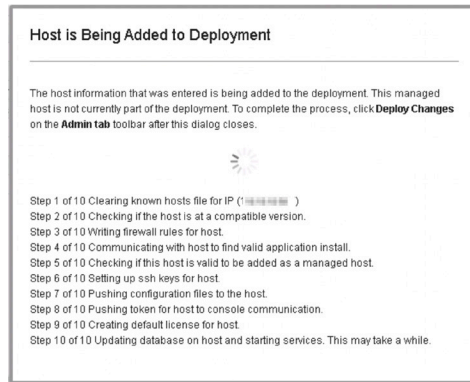 Host is Being Added to Deployment
The host information that was entered is being added to the deployment. This managed
host is not currently part of the deployment. To complete the process, click Deploy Changes
on the Admin tab toolbar after this dialog closes.
Step 1 of 10 Clearing known hosts file for IP ( )
Step 2 of 10 Checking if the host is at a compatible version.
Step 3 of 10 Writing firewall rules for host.
Step 4 of 10 Communicating with host to find valid application install.
Step 5 of 10 Checking if this host is valid to be added as a managed host.
Step 6 of 10 Setting up ssh keys for host.
Step 7 of 10 Pushing configuration files to the host.
Step 8 of 10 Pushing token for host to console communication.
Step 9 of 10 Creating default license for host.
Step 10 of 10 Updating database on host and starting services. This may take a while.